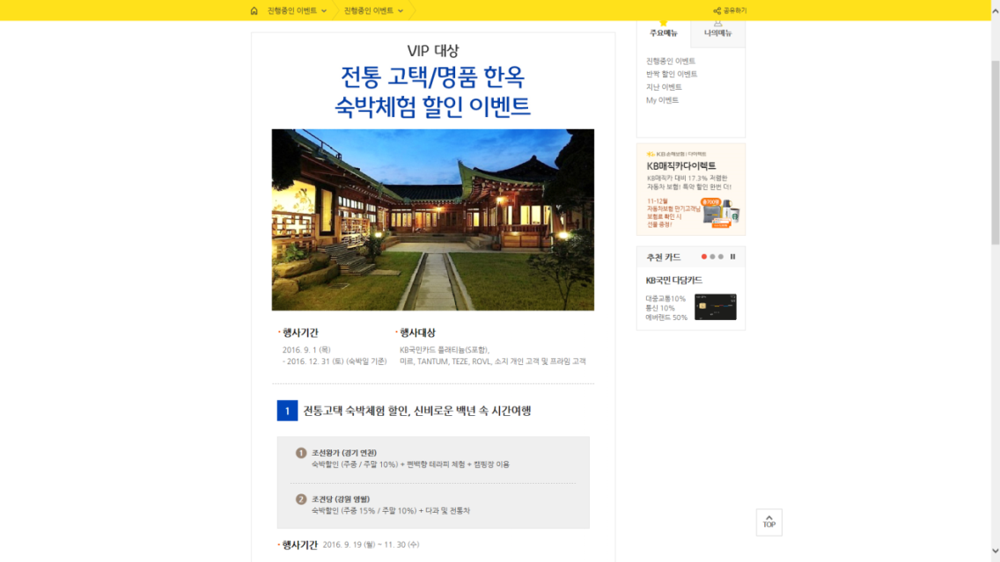 진행중인 이벤트
진행중인 이벤트
공유하기
VIP 대상
전통 고택/명품 한옥
숙박체험 할인 이벤트
행사기간
2016. 9. 1 (목)
- 2016. 12. 31 (토) (숙박일 기준)
행사대상
KB국민카드 플래티늄(S포함),
미르, TANTUM, TEZE, ROVL, 소지 개인 고객 및 프라임 고객
1 전통고택 숙박체험 할인, 신비로운 백년 속 시간여행
1 조선왕가 (경기 연천)
숙박할인 (주중 / 주말 10%) + 편백향 테라피 체험 + 캠핑장 이용
2 조견당 (강원 영월)
숙박할인 (주중 15% / 주말 10%) + 다과 및 전통차
행사기간 2016. 9. 19 (월) ~ 11. 30 (수)
주요메뉴
나의메뉴
진행중인 이벤트
반짝 할인 이벤트
지난 이벤트
My 이벤트
KB손해보험 | 다이렉트
KB매직카다이렉트
KB매직카 대비 17.3% 저렴한
자동차 보험! 특약 할인 한번 더!
11-12월
자동차보험 만기고객님
보험료 확인 시
선물 증정!
추천 카드
KB국민 다담카드
대중교통10%
통신 10%
에버랜드 50%
TOP